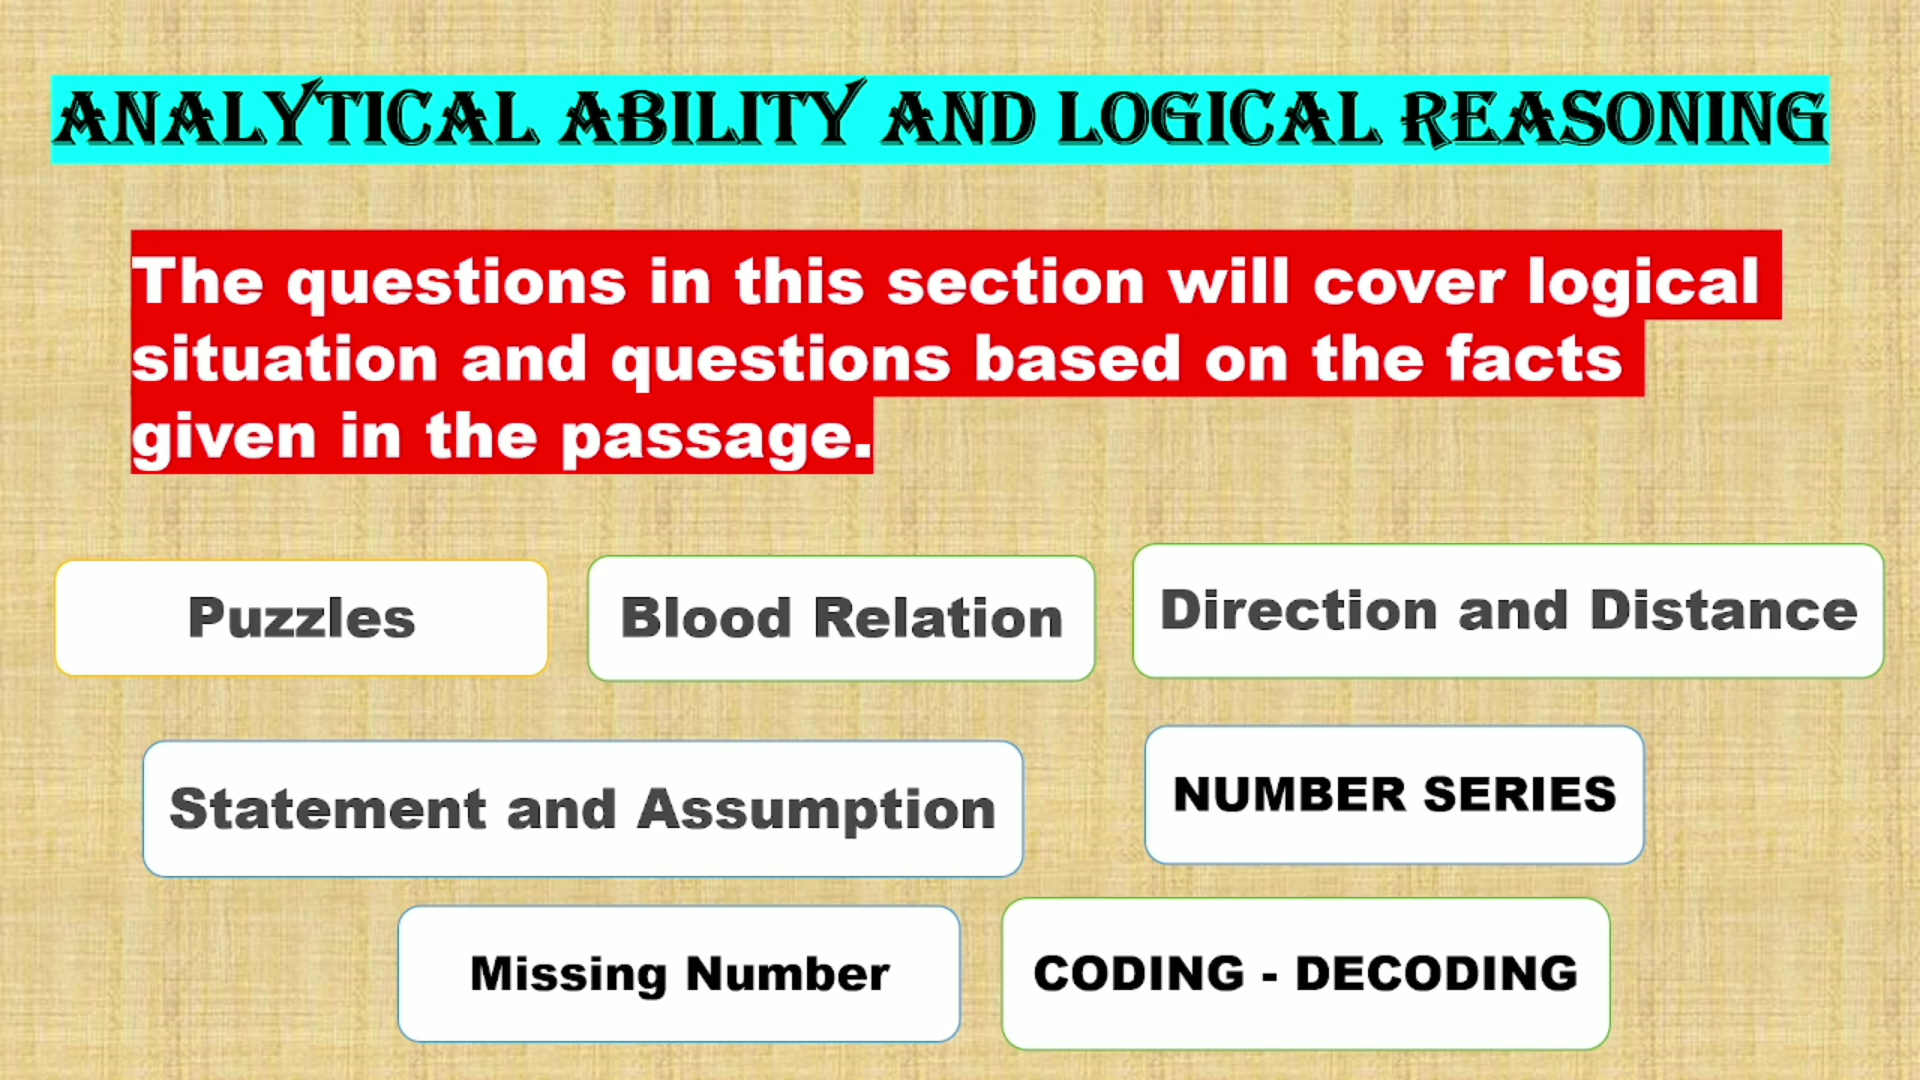 ANALYTICAL ABILITY AND LOGICAL REASONING
The questions in this section will cover logical
situation and questions based on the facts
given in the passage.
Puzzles
Blood Relation
Direction and Distance
Statement and Assumption
NUMBER SERIES
Missing Number
CODING - DECODING